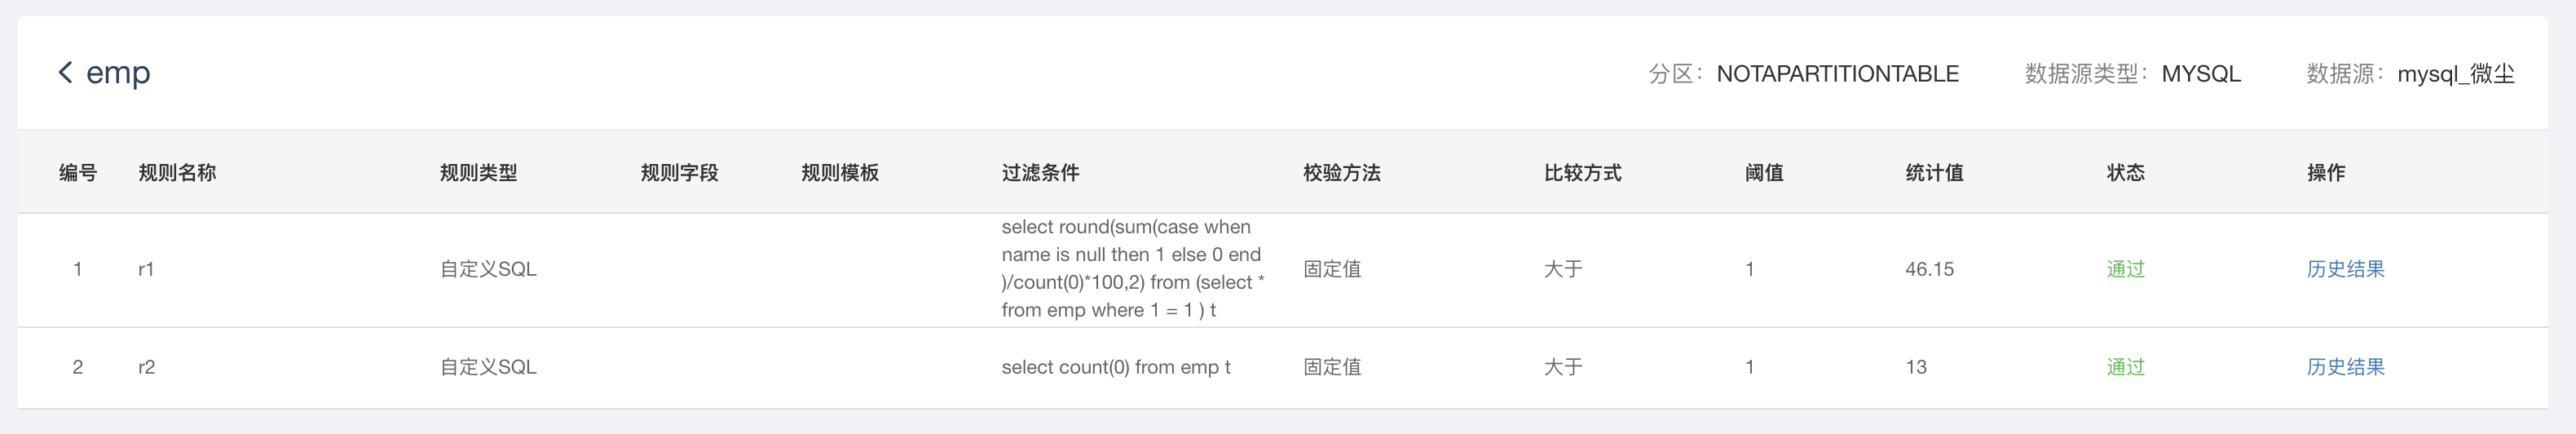 emp
分区： NOTAPARTITIONTABLE 数据源类型： MYSQL 数据源： mysql_微尘
编号 规则名称 规则类型 规则字段 规则模板 过滤条件 校验方法 比较方式 阈值 统计值 状态 操作
select round(sum(case when
name is null then 1 else 0 end
1 r1 自定义SQL 固定值 大于 1 46.15 通过 历史结果
)/count(0)*100,2) from (select *
from emp where 1 = 1 ) t
2 r2 自定义SQL select count(0) from emp t 固定值 大于 1 13 通过 历史结果